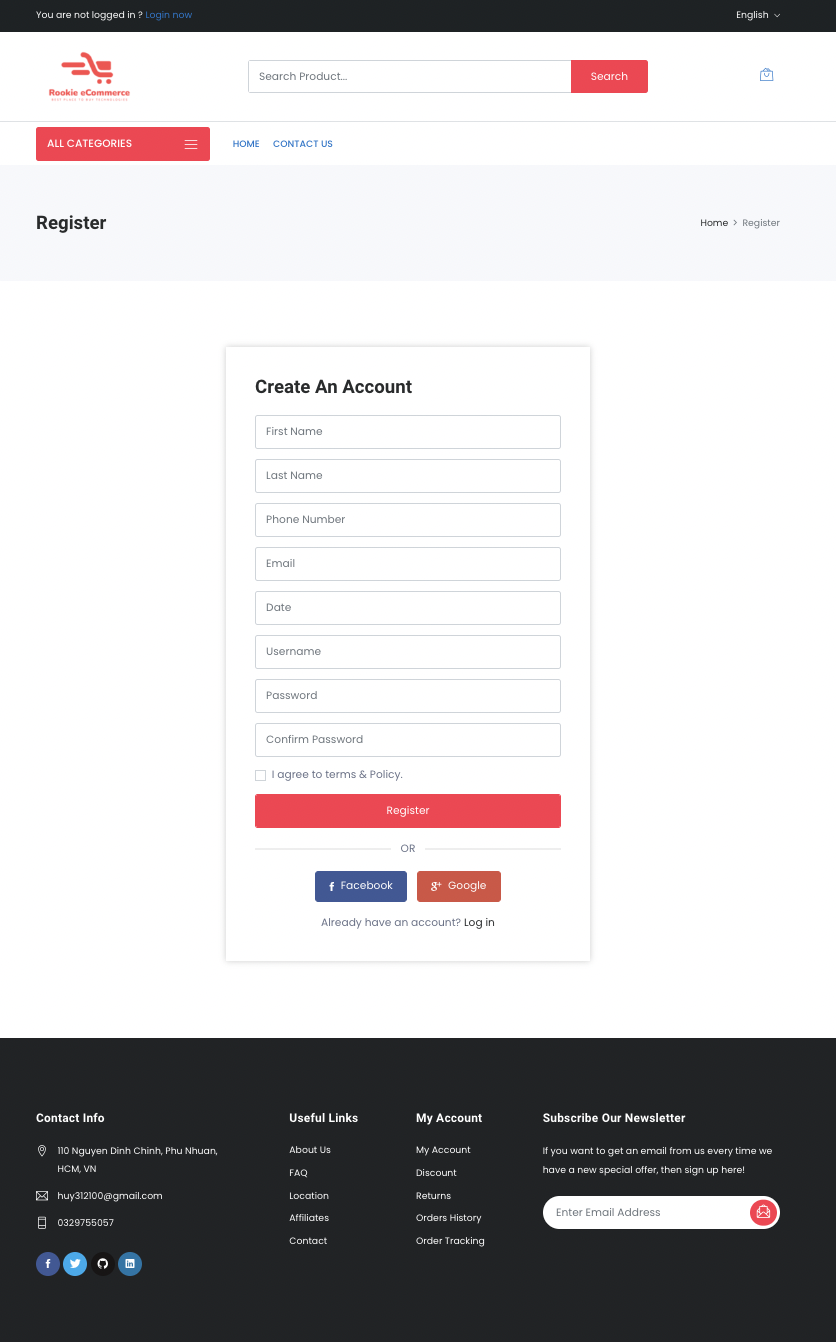 You are not logged in ? Login now
English
Rookie eCommerce
BEST PLACE TO BUY TECHNOLOGIES
Search Product...
Search
ALL CATEGORIES
HOME
CONTACT US
Register
Home > Register
Create An Account
First Name
Last Name
Phone Number
Email
Date
Username
Password
Confirm Password
I agree to terms & Policy.
Register
OR
Facebook
Google
Already have an account? Log in
Contact Info
110 Nguyen Dinh Chinh, Phu Nhuan,
HCM, VN
huy312100@gmail.com
0329755057
Useful Links
About Us
FAQ
Location
Affiliates
Contact
My Account
My Account
Discount
Returns
Orders History
Order Tracking
Subscribe Our Newsletter
If you want to get an email from us every time we
have a new special offer, then sign up here!
Enter Email Address